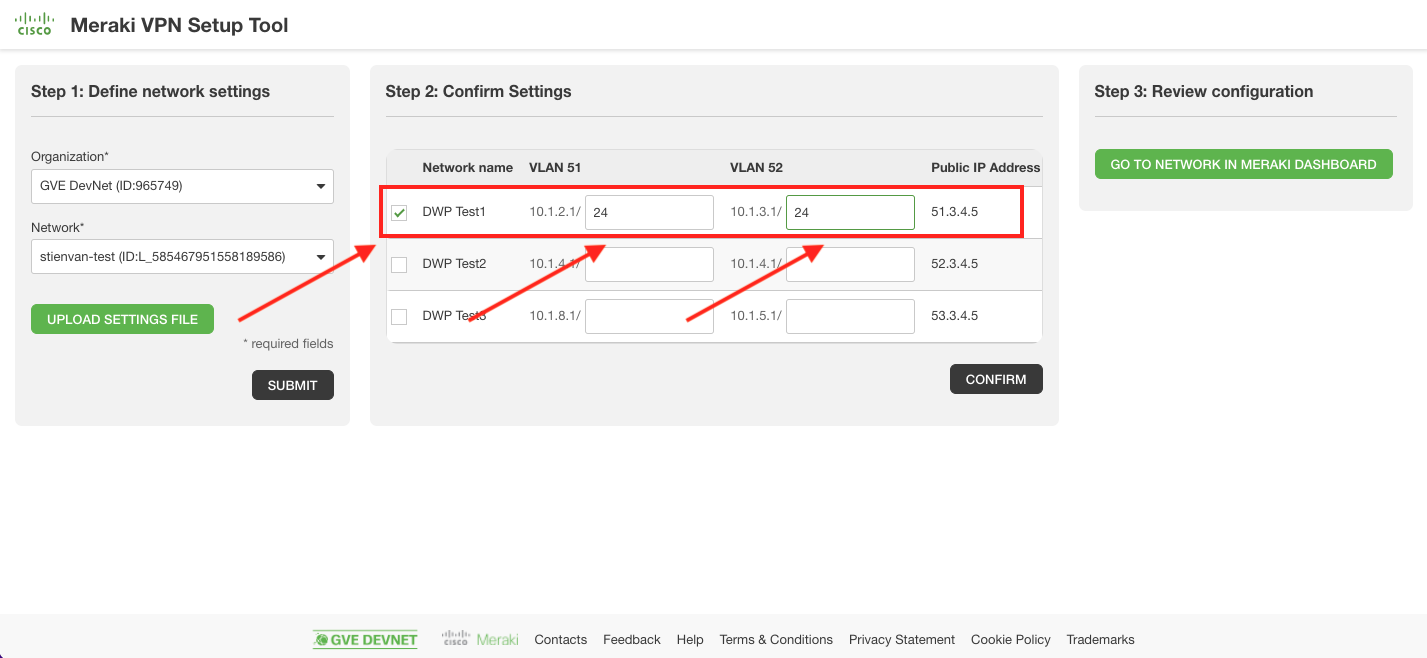 CISCO Meraki VPN Setup Tool
Step 1: Define network settings
Organization*
GVE DevNet (ID:965749)
Network*
stienvan-test (ID:L_585467951558189586)
UPLOAD SETTINGS FILE
* required fields
SUBMIT
Step 2: Confirm Settings
Network name VLAN 51 VLAN 52 Public IP Address
DWP Test1 10.1.2.1/ 24 10.1.3.1/ 24 51.3.4.5
DWP Test2 10.1.4.1/ 10.1.4.1/ 52.3.4.5
DWP Test3 10.1.8.1/ 10.1.5.1/ 53.3.4.5
CONFIRM
Step 3: Review configuration
GO TO NETWORK IN MERAKI DASHBOARD
GVE DEVNET CISCO Meraki Contacts Feedback Help Terms & Conditions Privacy Statement Cookie Policy Trademarks